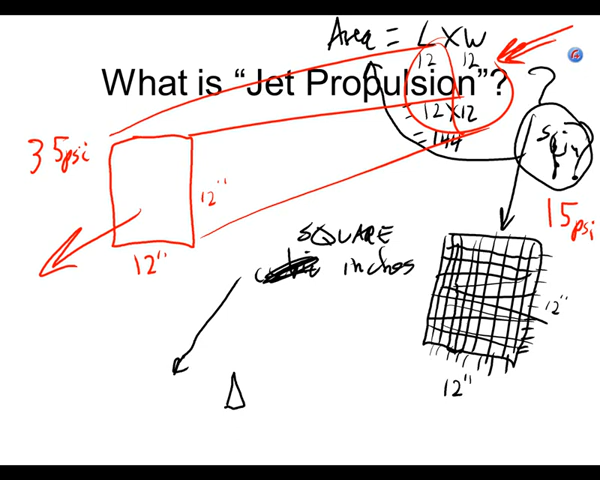 Area = L X W
12 12
What is “Jet Propulsion”?
= 12 X 12
= 144
?
35psi
12"
12"
15psi
SQUARE
inches
12"
12"